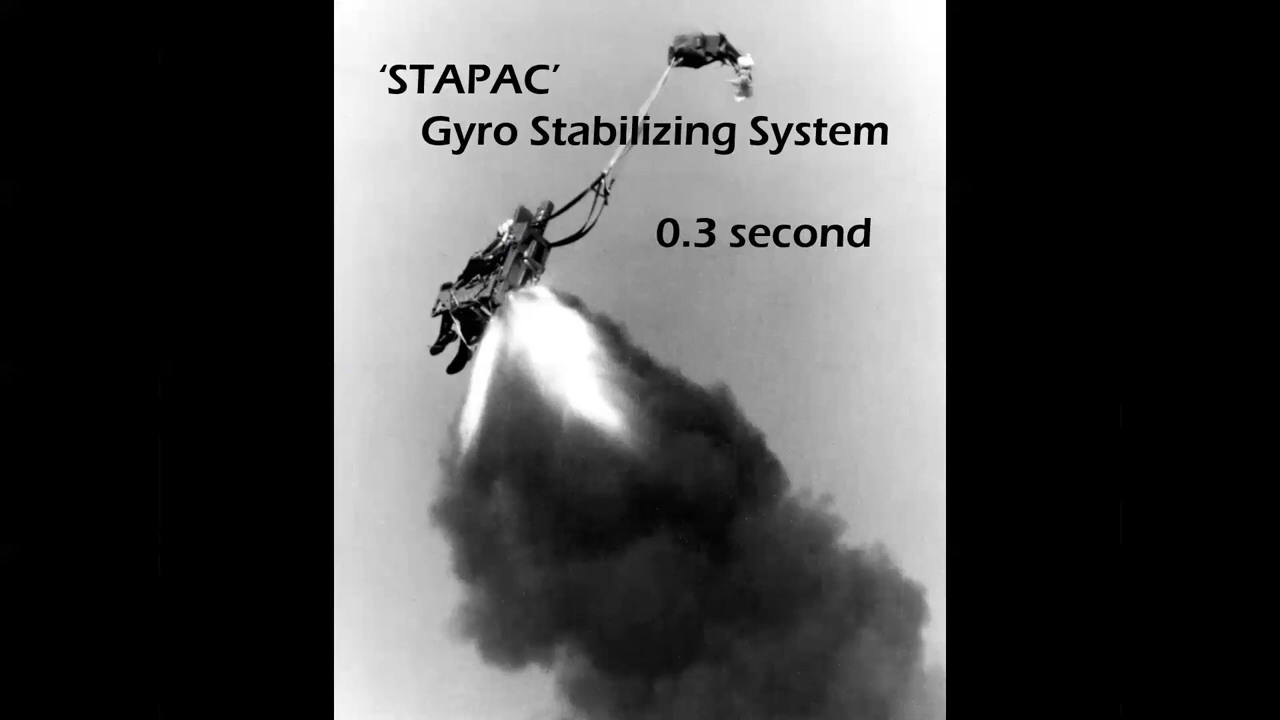 ‘STAPAC’
Gyro Stabilizing System
0.3 second